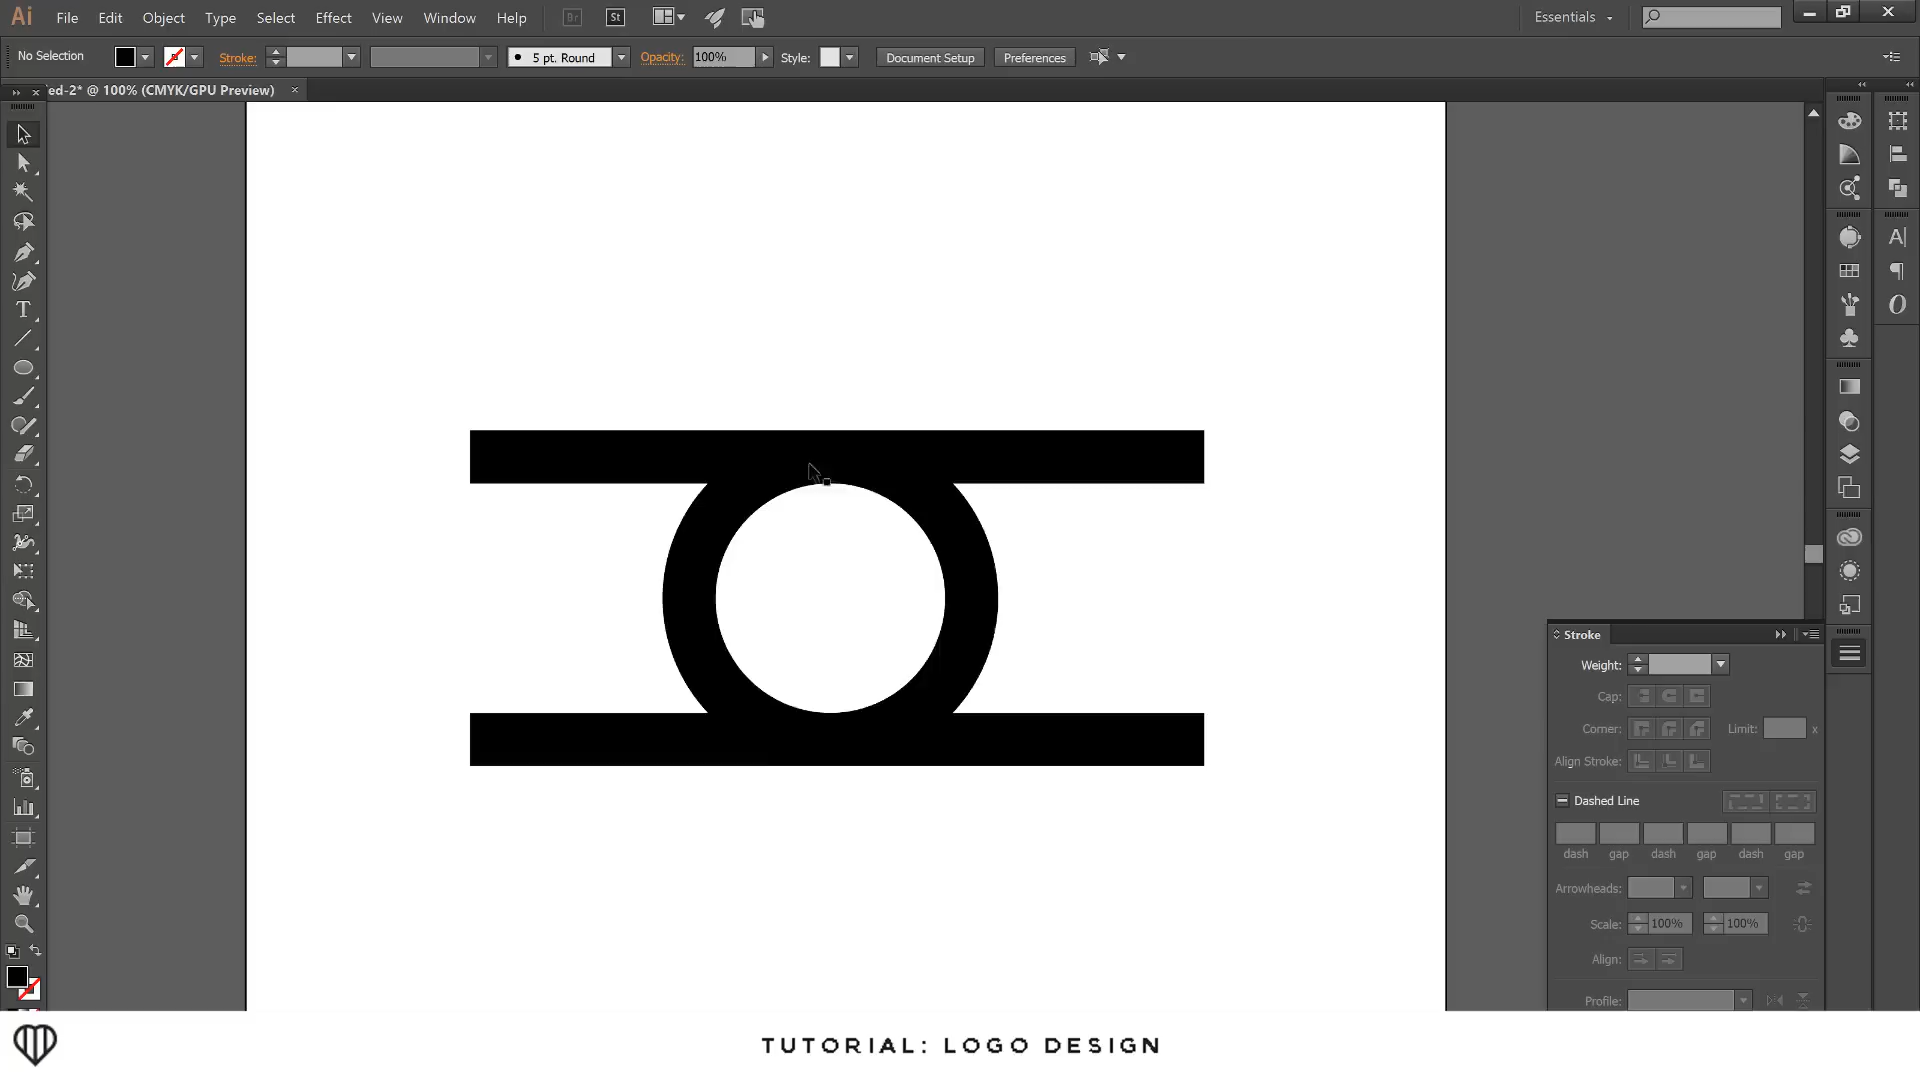 Ai File Edit Object Type Select Effect View Window Help Br St Essentials
No Selection Stroke: 5 pt. Round Opacity: 100% Style: Document Setup Preferences
ed-2* @ 100% (CMYK/GPU Preview) ×
Stroke
Weight:
Cap:
Corner: Limit: x
Align Stroke:
Dashed Line
dash gap dash gap dash gap
Arrowheads:
Scale: 100% 100%
Align:
Profile:
TUTORIAL: LOGO DESIGN